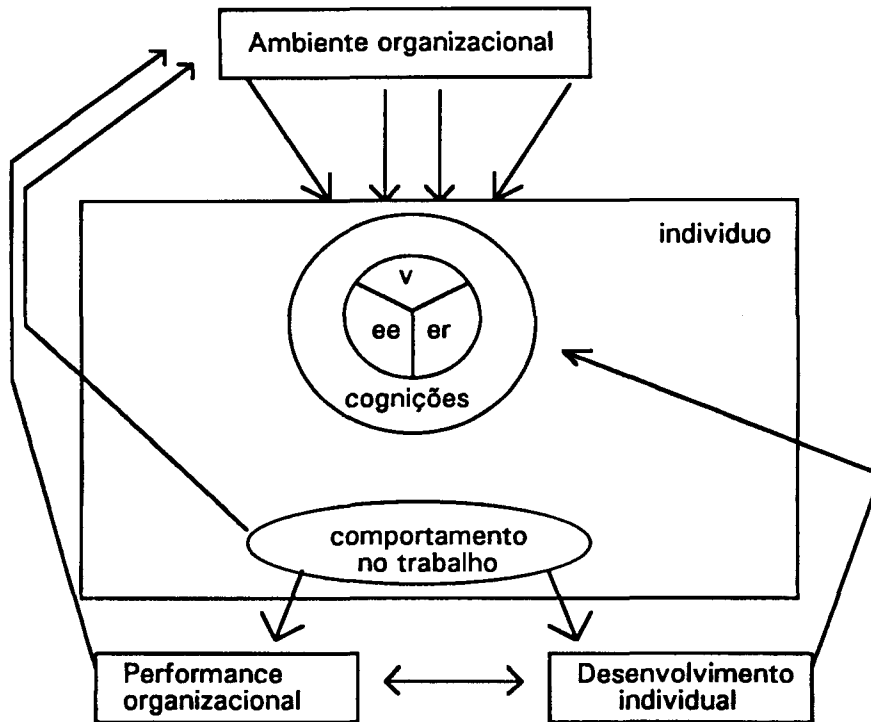 Ambiente organizacional
individuo
v
ee er
cognições
comportamento
no trabalho
Performance
organizacional
Desenvolvimento
individual